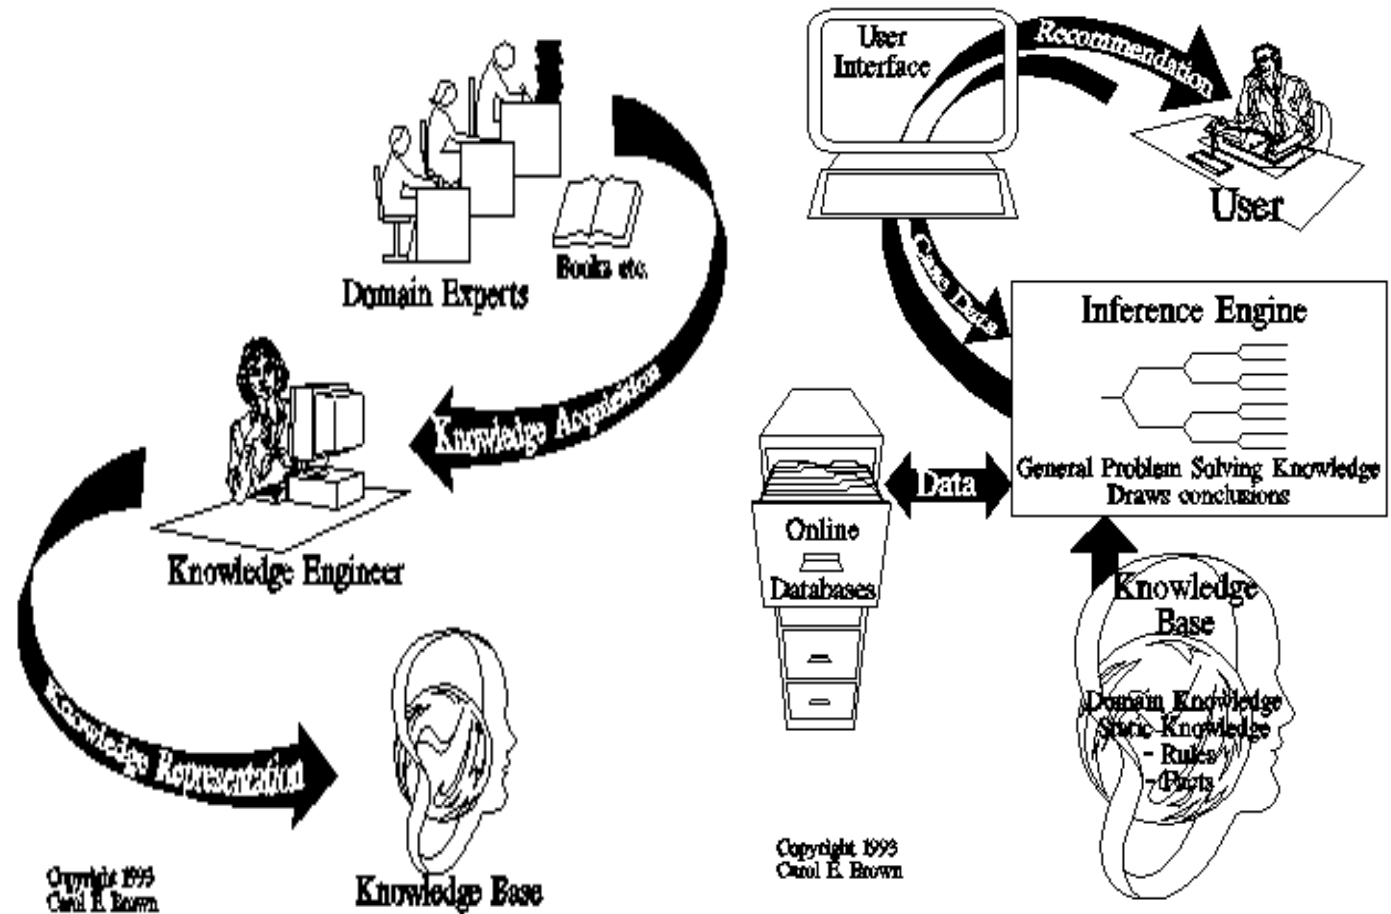 Domain Experts
Books etc.
Knowledge Acquisition
Knowledge Engineer
Knowledge Representation
Knowledge Base
Copyright 1993
Carol E. Brown
User
Interface
Recommendation
User
Case Data
Inference Engine
General Problem Solving Knowledge
Draws conclusions
Data
Online
Databases
Knowledge
Base
Domain Knowledge
Static Knowledge
- Rules
- Facts
Copyright 1993
Carol E. Brown